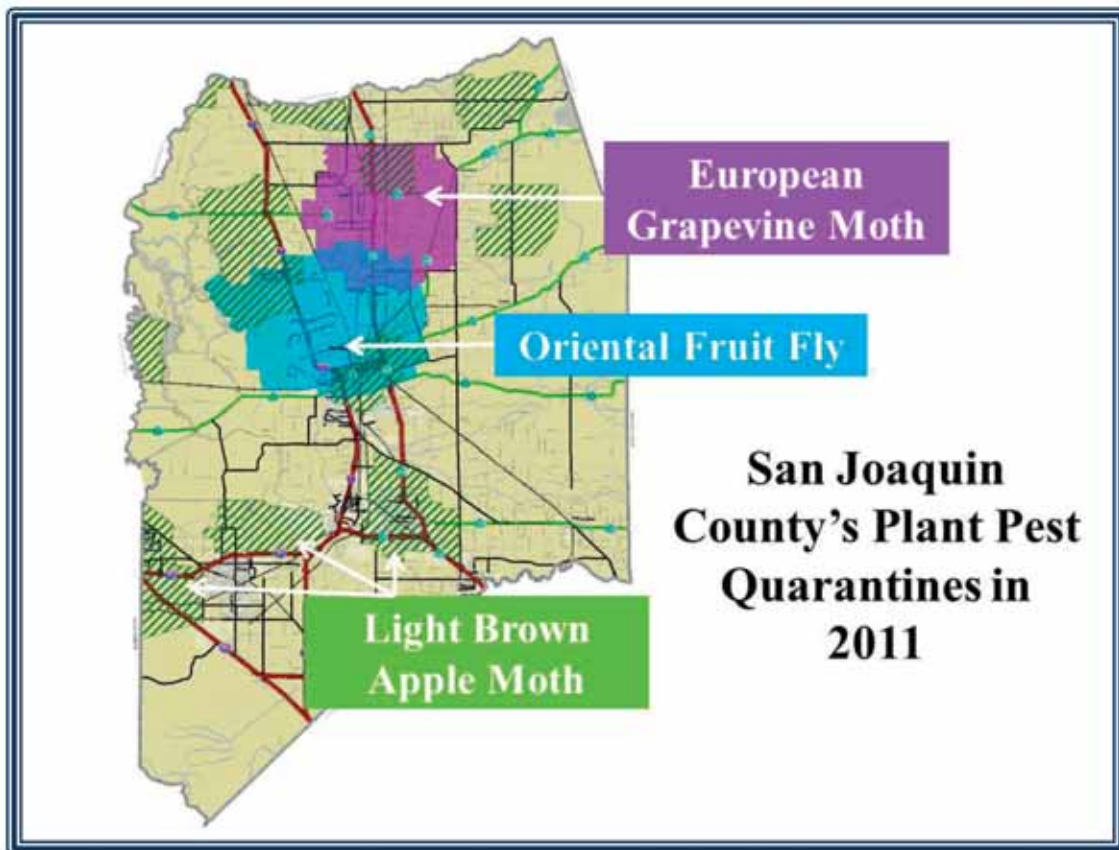 European
Grapevine Moth
Oriental Fruit Fly
San Joaquin
County’s Plant Pest
Quarantines in
2011
Light Brown
Apple Moth